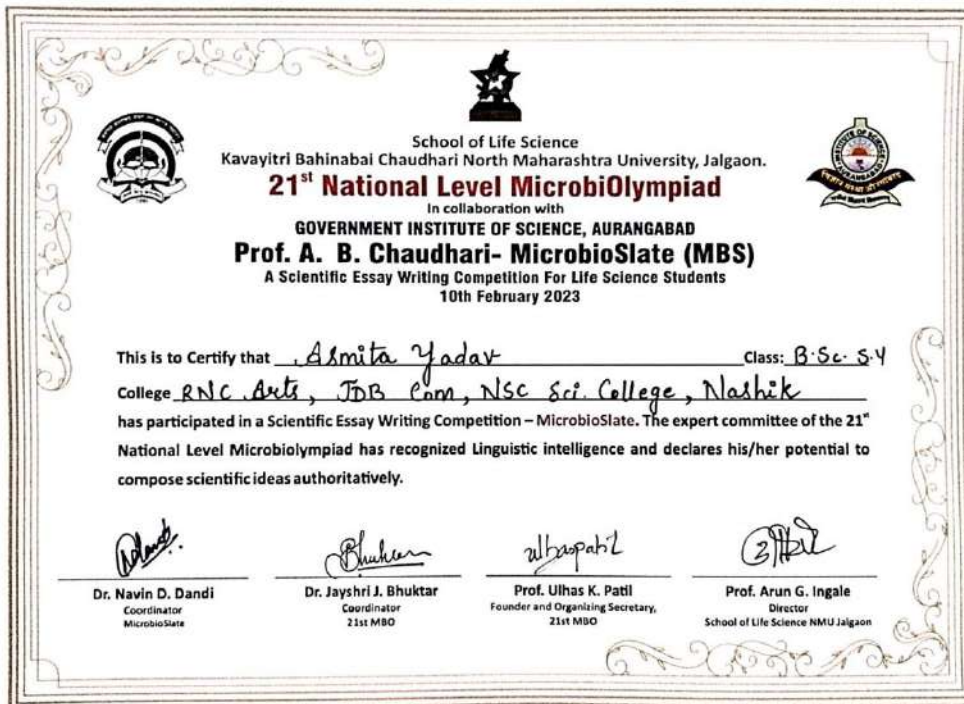 School of Life Science
Kavayitri Bahinabai Chaudhari North Maharashtra University, Jalgaon.
21st National Level MicrobiOlympiad
In collaboration with
GOVERNMENT INSTITUTE OF SCIENCE, AURANGABAD
Prof. A. B. Chaudhari- MicrobioSlate (MBS)
A Scientific Essay Writing Competition For Life Science Students
10th February 2023
This is to Certify that Asmita Yadav Class: B.Sc. S.Y
College RNC Arts, JDB Com, NSC Sci. College, Nashik
has participated in a Scientific Essay Writing Competition – MicrobioSlate. The expert committee of the 21st
National Level Microbiolympiad has recognized Linguistic intelligence and declares his/her potential to
compose scientific ideas authoritatively.
ulhaspatil
Dr. Navin D. Dandi Dr. Jayshri J. Bhuktar Prof. Ulhas K. Patil Prof. Arun G. Ingale
Coordinator Coordinator Founder and Organizing Secretary, Director
MicrobioSlate 21st MBO 21st MBO School of Life Science NMU Jalgaon